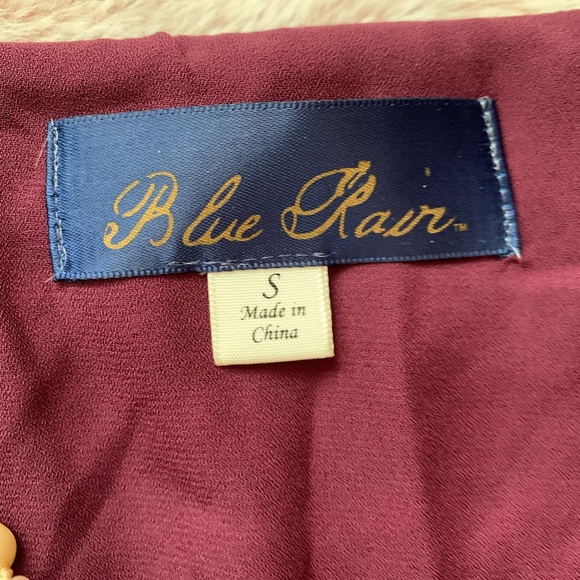 Blue Rain™
S
Made in
China